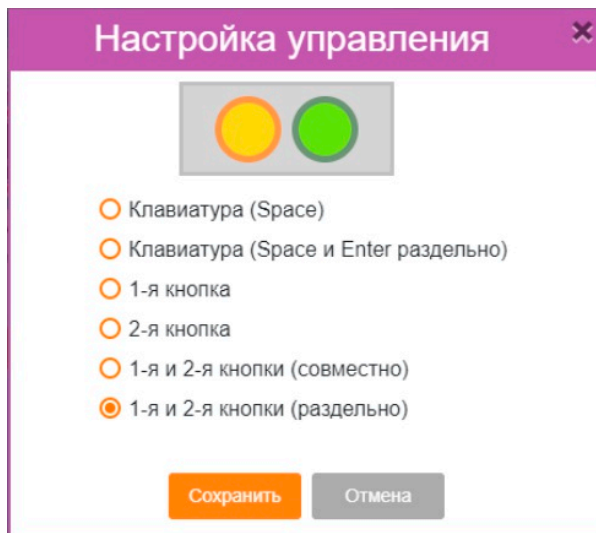 Настройка управления
Клавиатура (Space)
Клавиатура (Space и Enter раздельно)
1-я кнопка
2-я кнопка
1-я и 2-я кнопки (совместно)
1-я и 2-я кнопки (раздельно)
Сохранить Отмена